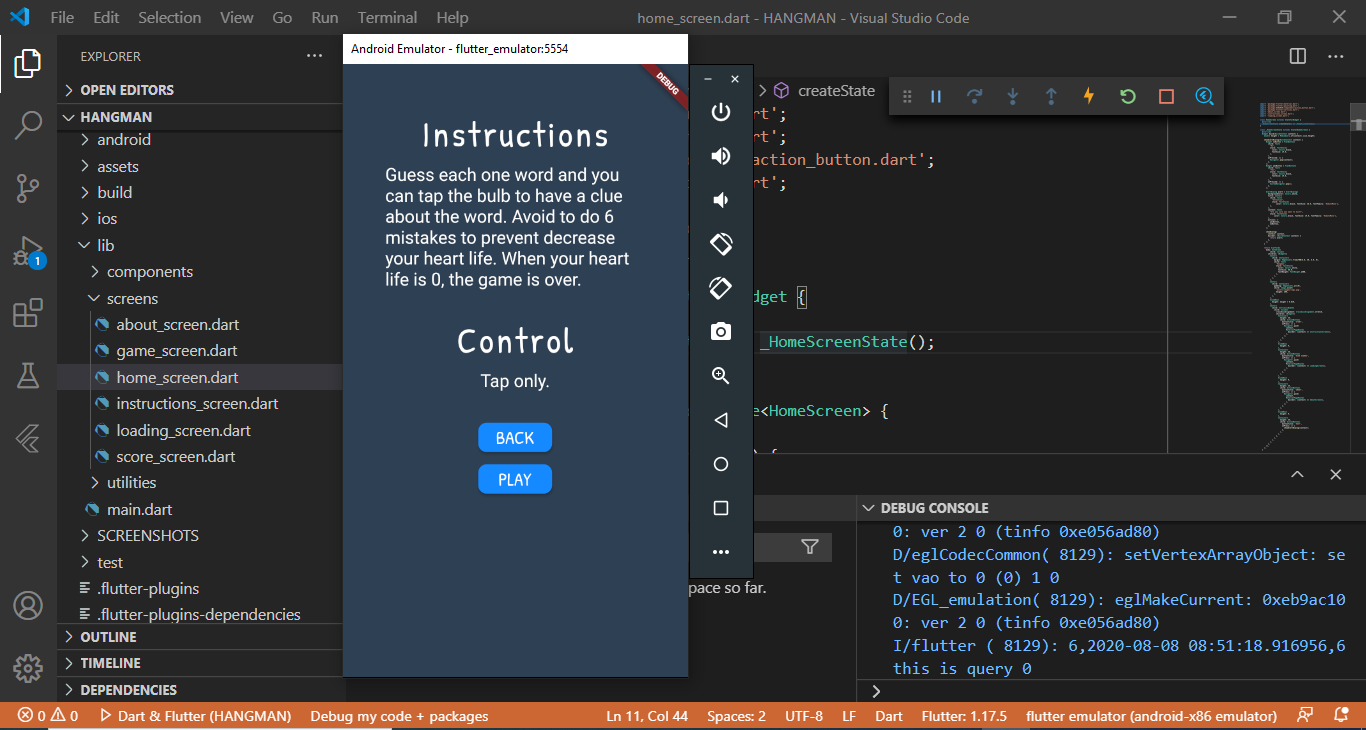 File Edit Selection View Go Run Terminal Help
home_screen.dart - HANGMAN - Visual Studio Code
EXPLORER
OPEN EDITORS
HANGMAN
android
assets
build
ios
lib
components
screens
about_screen.dart
game_screen.dart
home_screen.dart
instructions_screen.dart
loading_screen.dart
score_screen.dart
utilities
main.dart
SCREENSHOTS
test
.flutter-plugins
.flutter-plugins-dependencies
OUTLINE
TIMELINE
DEPENDENCIES
1
Android Emulator - flutter_emulator:5554
DEBUG
Instructions
Guess each one word and you
can tap the bulb to have a clue
about the word. Avoid to do 6
mistakes to prevent decrease
your heart life. When your heart
life is 0, the game is over.
Control
Tap only.
BACK
PLAY
createState
rt';
rt';
action_button.dart';
rt';
dget {
_HomeScreenState();
e<HomeScreen> {
) {
pace so far.
DEBUG CONSOLE
0: ver 2 0 (tinfo 0xe056ad80)
D/eglCodecCommon( 8129): setVertexArrayObject: se
t vao to 0 (0) 1 0
D/EGL_emulation( 8129): eglMakeCurrent: 0xeb9ac10
0: ver 2 0 (tinfo 0xe056ad80)
I/flutter ( 8129): 6,2020-08-08 08:51:18.916956,6
this is query 0
0 0 Dart & Flutter (HANGMAN) Debug my code + packages Ln 11, Col 44 Spaces: 2 UTF-8 LF Dart Flutter: 1.17.5 flutter emulator (android-x86 emulator)